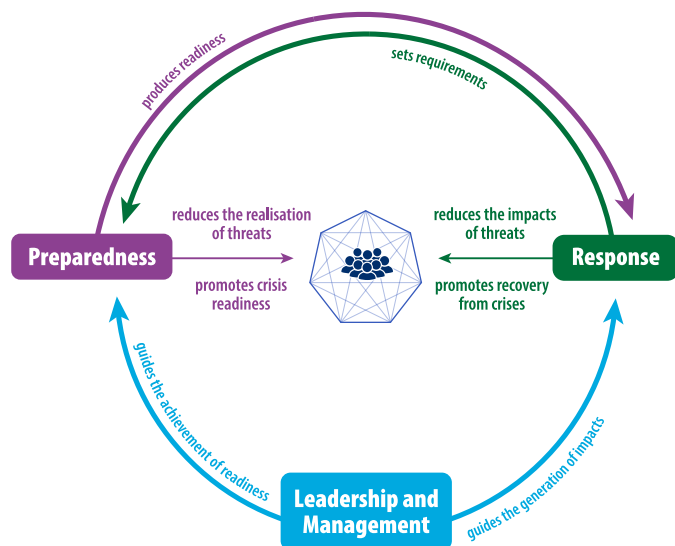 produces readiness
sets requirements
reduces the realisation
of threats
reduces the impacts
of threats
Preparedness
Response
promotes crisis
readiness
promotes recovery
from crises
guides the achievement of readiness
guides the generation of impacts
Leadership and
Management